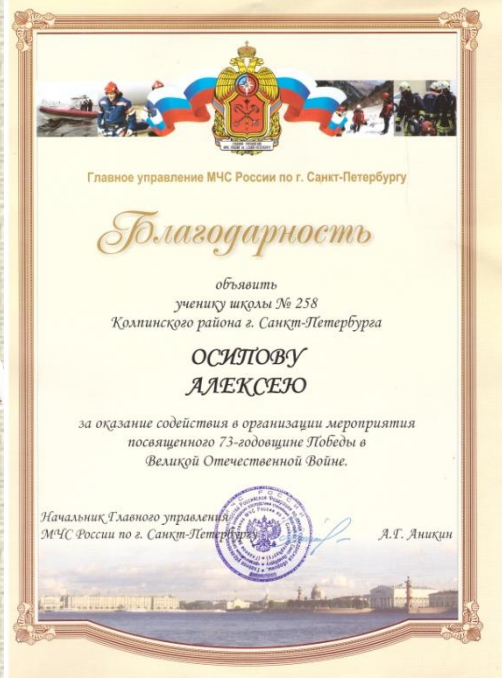 Главное управление МЧС России по г. Санкт-Петербургу
Благодарность
объявить
ученику школы № 258
Колпинского района г. Санкт-Петербурга
ОСИПОВУ
АЛЕКСЕЮ
за оказание содействия в организации мероприятия
посвященного 73-годовщине Победы в
Великой Отечественной Войне.
Начальник Главного управления
МЧС России по г. Санкт-Петербургу
А.Г. Аникин